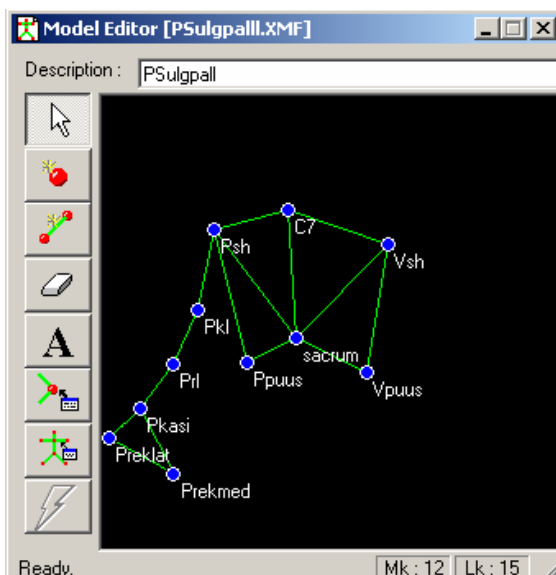 Model Editor [PSulgpalll.XMF]
Description :
PSulgpall
C7
Psh
Vsh
Pkl
sacrum
Prl
Ppuus
Vpuus
Pkasi
Preklat
Prekmed
A
Ready.
Mk : 12
Lk : 15